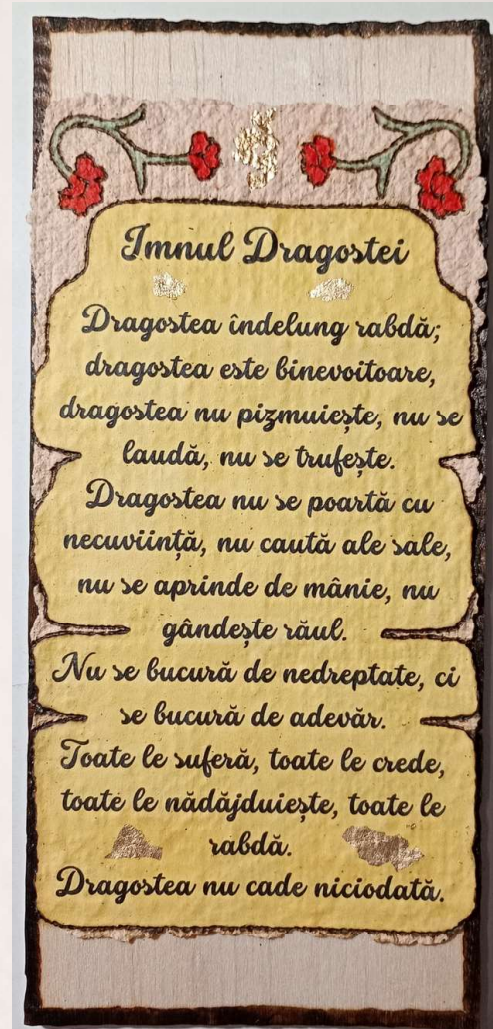 Imnul Dragostei
Dragostea îndelung rabdă;
dragostea este binevoitoare,
dragostea nu pizmuiește, nu se
laudă, nu se trufește.
Dragostea nu se poartă cu
necuviință, nu caută ale sale,
nu se aprinde de mânie, nu
gândește răul.
Nu se bucură de nedreptate, ci
se bucură de adevăr.
Toate le suferă, toate le crede,
toate le nădăjduiește, toate le
rabdă.
Dragostea nu cade niciodată.